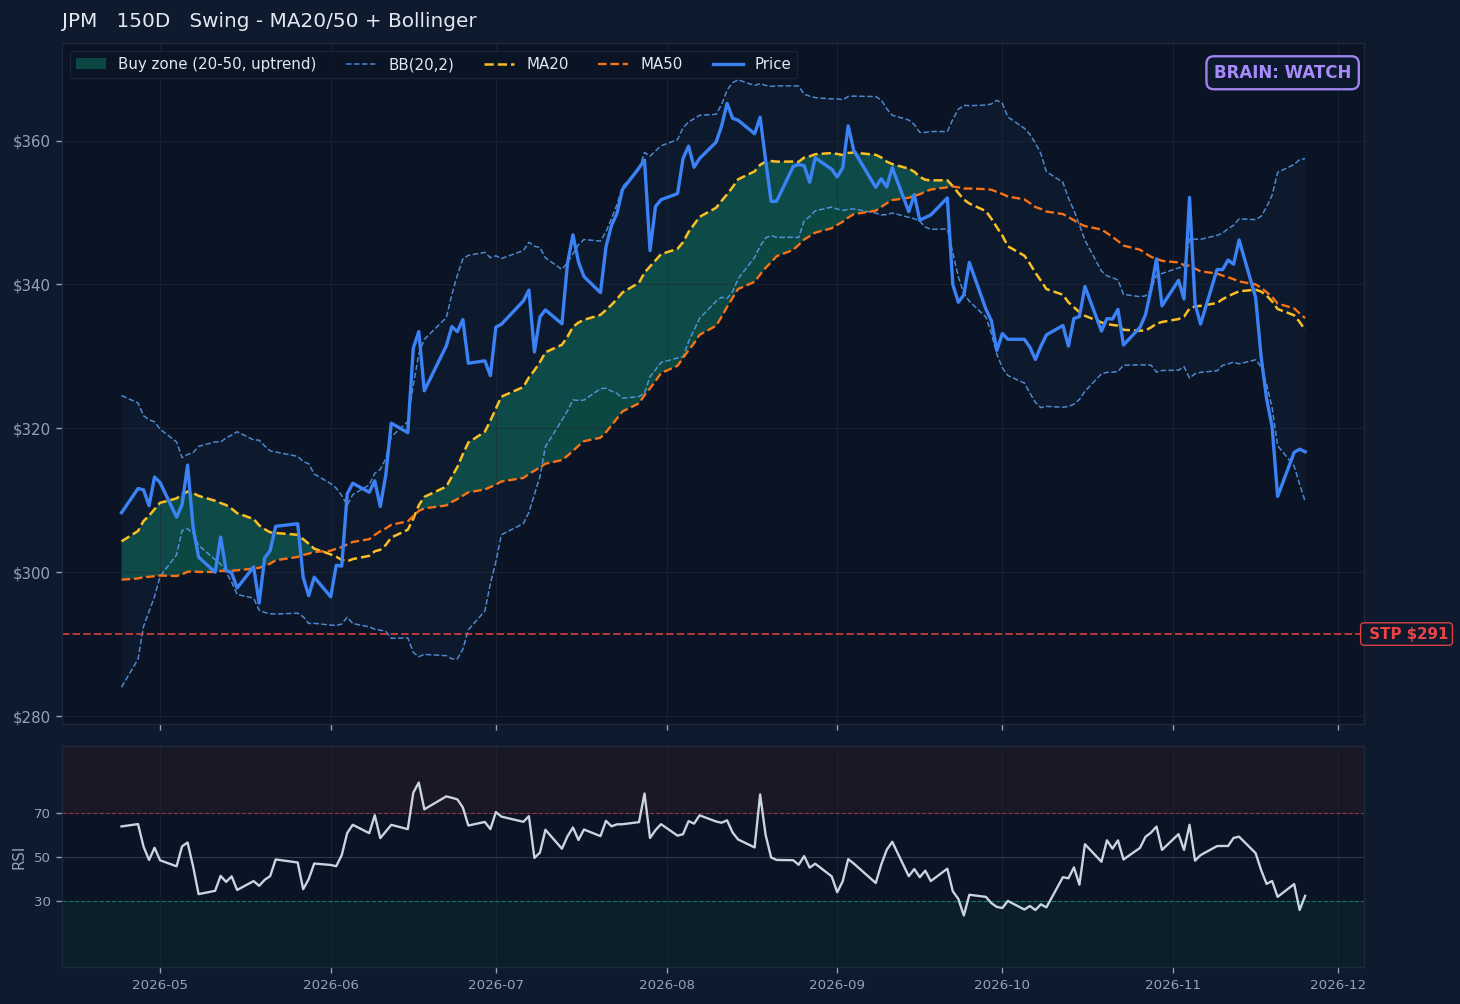 JPM   150D   Swing - MA20/50 + Bollinger
Buy zone (20-50, uptrend)   BB(20,2)   MA20   MA50   Price
BRAIN: WATCH
$360
$340
$320
$300
$280
STP $291
RSI
70
50
30
2026-05   2026-06   2026-07   2026-08   2026-09   2026-10   2026-11   2026-12